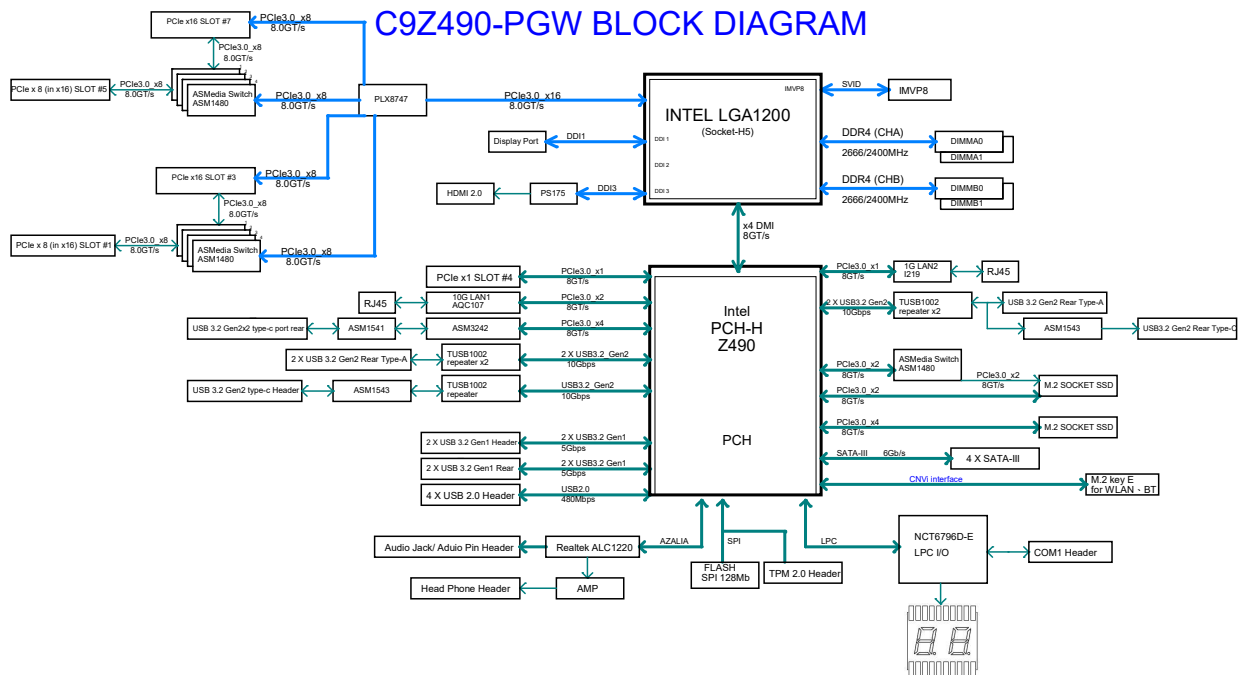 C9Z490-PGW BLOCK DIAGRAM
PCIe x16 SLOT #7
PCIe3.0_x8
8.0GT/s
PCIe3.0_x8
8.0GT/s
PCIe x 8 (in x16) SLOT #5
PCIe3.0_x8
8.0GT/s
1
2
3
4
ASMedia Switch
ASM1480
PCIe3.0_x8
8.0GT/s
PLX8747
PCIe3.0_x16
8.0GT/s
PCIe x16 SLOT #3
PCIe3.0_x8
8.0GT/s
PCIe3.0_x8
8.0GT/s
PCIe x 8 (in x16) SLOT #1
PCIe3.0_x8
8.0GT/s
1
2
3
4
ASMedia Switch
ASM1480
PCIe3.0_x8
8.0GT/s
IMVP8
INTEL LGA1200
(Socket-H5)
DDI 1
DDI 2
DDI 3
Display Port
DDI1
HDMI 2.0
PS175
DDI3
SVID
IMVP8
DDR4 (CHA)
2666/2400MHz
DIMMA0
DIMMA1
DDR4 (CHB)
2666/2400MHz
DIMMB0
DIMMB1
x4 DMI
8GT/s
Intel
PCH-H
Z490
PCH
PCIe x1 SLOT #4
PCIe3.0_x1
8GT/s
RJ45
10G LAN1
AQC107
PCIe3.0_x2
8GT/s
USB 3.2 Gen2x2 type-c port rear
ASM1541
ASM3242
PCIe3.0_x4
8GT/s
2 X USB 3.2 Gen2 Rear Type-A
TUSB1002
repeater x2
2 X USB3.2_Gen2
10Gbps
USB 3.2 Gen2 type-c Header
ASM1543
TUSB1002
repeater
USB3.2_Gen2
10Gbps
2 X USB 3.2 Gen1 Header
2 X USB3.2 Gen1
5Gbps
2 X USB 3.2 Gen1 Rear
2 X USB3.2 Gen1
5Gbps
4 X USB 2.0 Header
USB2.0
480Mbps
PCIe3.0_x1
8GT/s
1G LAN2
I219
RJ45
2 X USB3.2 Gen2
10Gbps
TUSB1002
repeater x2
USB 3.2 Gen2 Rear Type-A
ASM1543
USB3.2 Gen2 Rear Type-C
PCIe3.0_x2
8GT/s
ASMedia Switch
ASM1480
PCIe3.0_x2
8GT/s
PCIe3.0_x2
8GT/s
M.2 SOCKET SSD
PCIe3.0_x4
8GT/s
M.2 SOCKET SSD
SATA-III 6Gb/s
4 X SATA-III
CNVi interface
M.2 key E
for WLAN、BT
Audio Jack/ Aduio Pin Header
Realtek ALC1220
AZALIA
Head Phone Header
AMP
SPI
FLASH
SPI 128Mb
TPM 2.0 Header
LPC
NCT6796D-E
LPC I/O
COM1 Header
8.8.